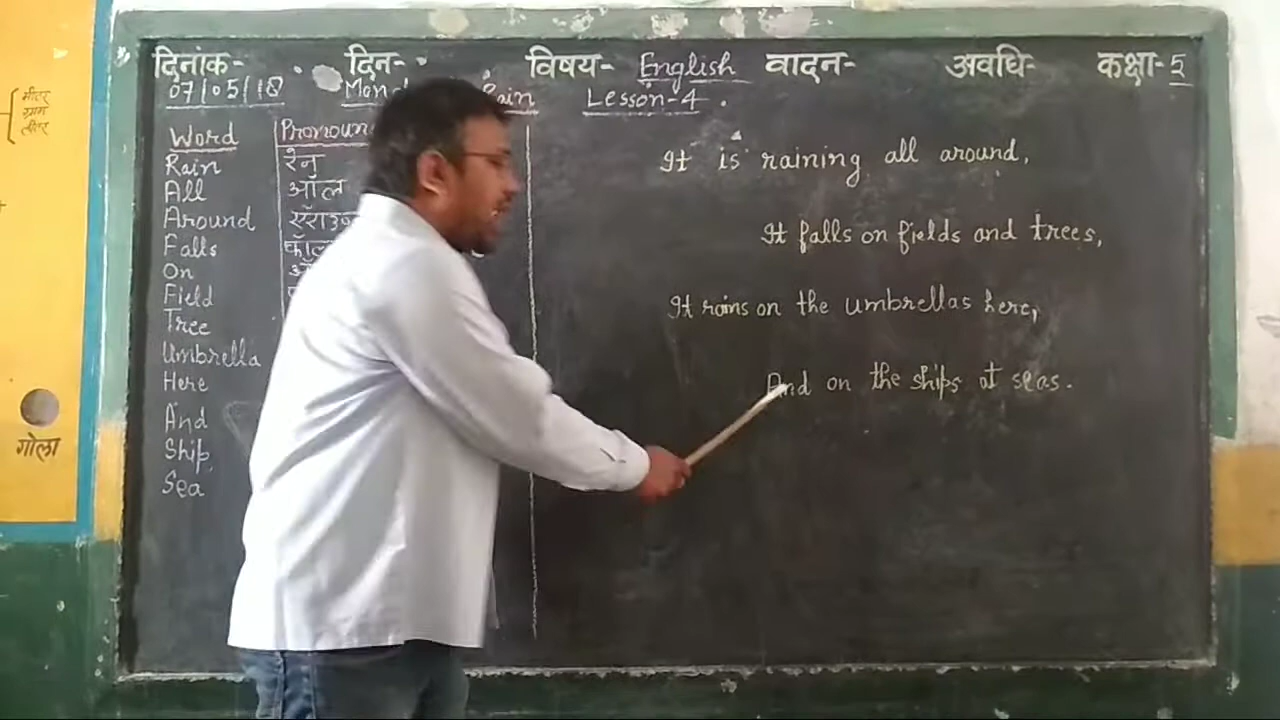 मीटर
ग्राम
लीटर
गोला
दिनांक- दिन- विषय- English वादन- अवधि- कक्षा-5
07/05/18 Lesson-4
Word
Rain रेन
All ऑल
Around
Falls
On
Field
Tree
Umbrella
Here
And
Ship
Sea
It is raining all around,
It falls on fields and trees,
It rains on the umbrellas here,
And on the ships at seas.